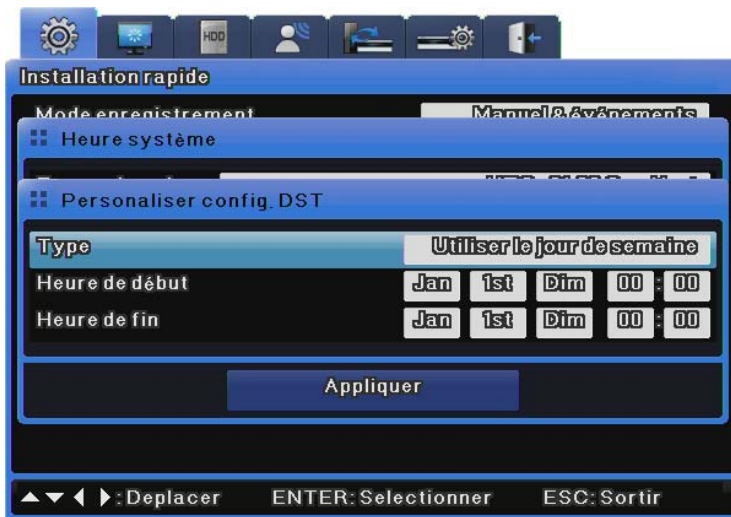 HDD
Installation rapide
Mode enregistrement Manuel & événements
Heure système
Personaliser config. DST
Type Utiliser le jour de semaine
Heure de début Jan 1st Dim 00 : 00
Heure de fin Jan 1st Dim 00 : 00
Appliquer
:Deplacer ENTER:Selectionner ESC:Sortir